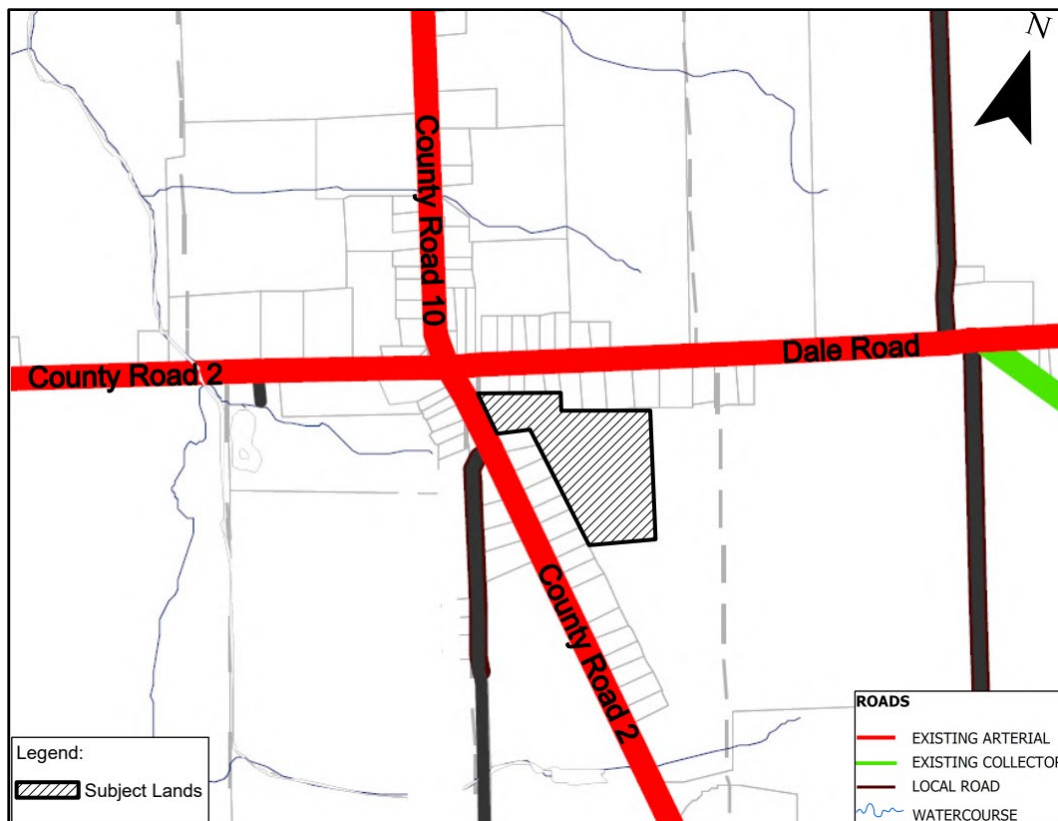 N
County Road 10
County Road 2
Dale Road
County Road 2
Legend:
Subject Lands
ROADS
EXISTING ARTERIAL
EXISTING COLLECTOR
LOCAL ROAD
WATERCOURSE